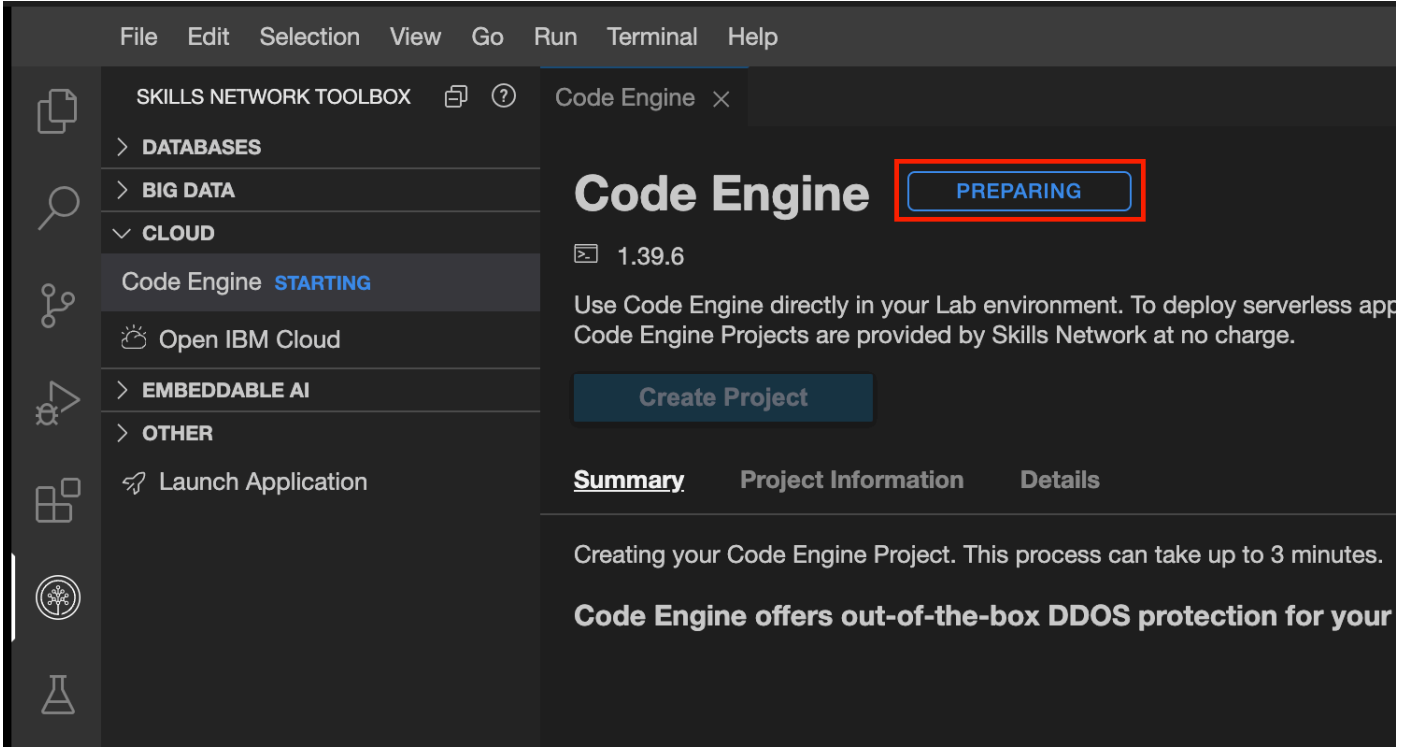 File Edit Selection View Go Run Terminal Help
SKILLS NETWORK TOOLBOX
DATABASES
BIG DATA
CLOUD
Code Engine STARTING
Open IBM Cloud
EMBEDDABLE AI
OTHER
Launch Application
Code Engine
Code Engine PREPARING
1.39.6
Use Code Engine directly in your Lab environment. To deploy serverless app
Code Engine Projects are provided by Skills Network at no charge.
Create Project
Summary Project Information Details
Creating your Code Engine Project. This process can take up to 3 minutes.
Code Engine offers out-of-the-box DDOS protection for your